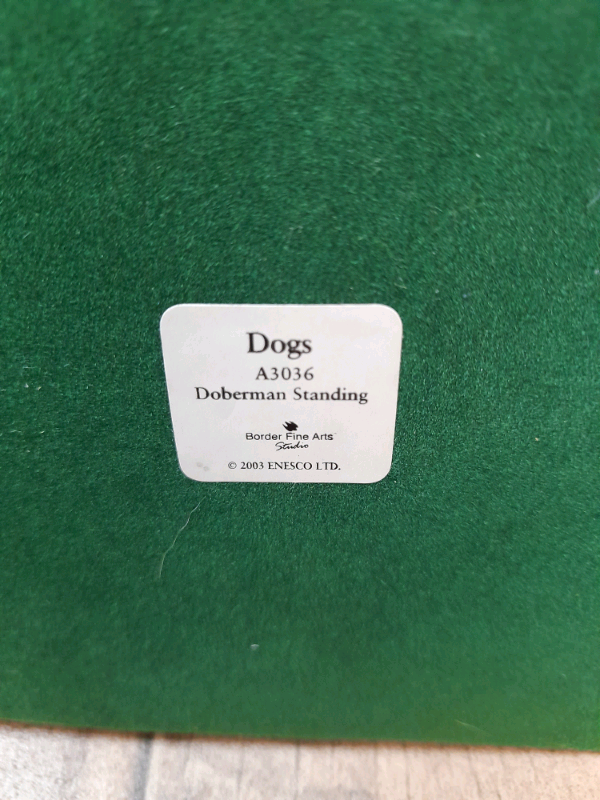 Dogs
A3036
Doberman Standing
Border Fine Arts
Studio
© 2003 ENESCO LTD.